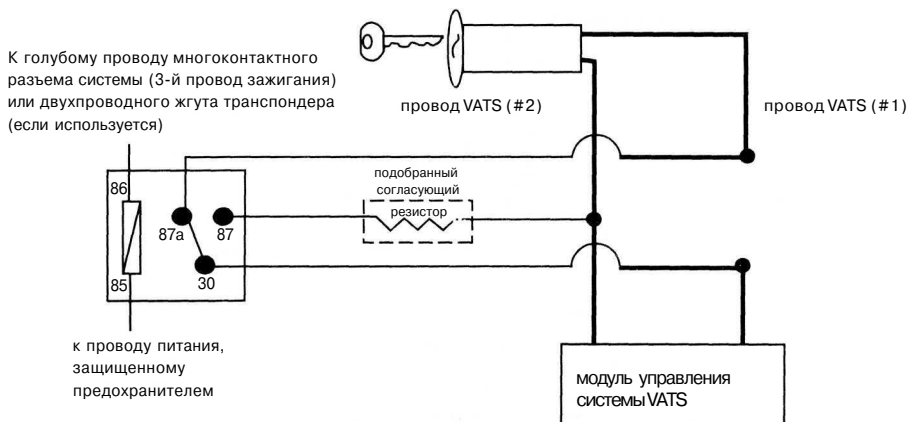 К голубому проводу многоконтактного
разъема системы (3-й провод зажигания)
или двухпроводного жгута транспондера
(если используется)
провод VATS (#2)
провод VATS (#1)
подобранный
согласующий
резистор
86
87a
87
85
30
к проводу питания,
защищенному
предохранителем
модуль управления
системы VATS